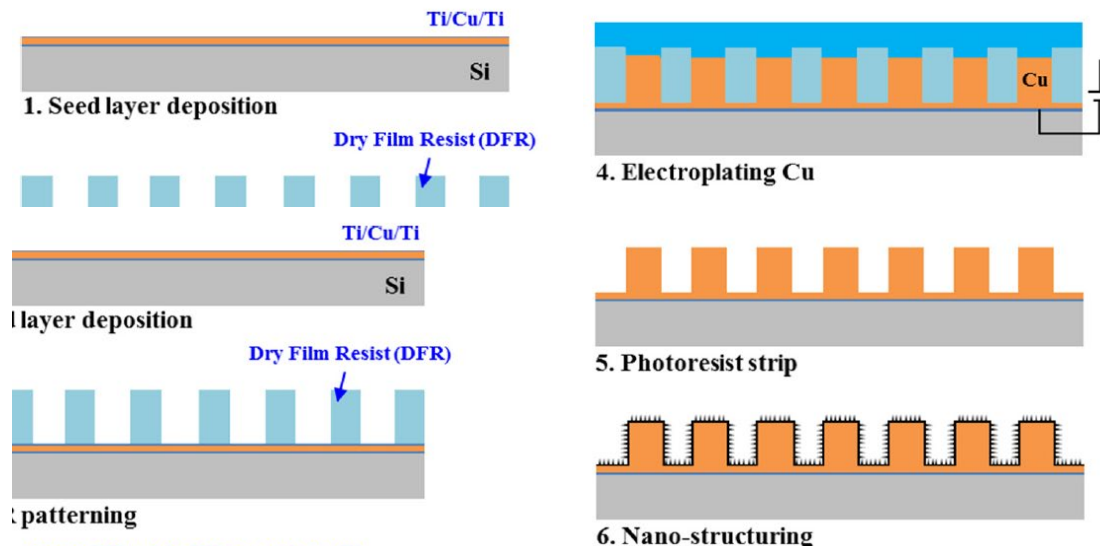 Ti/Cu/Ti
Si
1. Seed layer deposition
Dry Film Resist (DFR)
Ti/Cu/Ti
Si
layer deposition
Dry Film Resist (DFR)
patterning
Cu
4. Electroplating Cu
5. Photoresist strip
6. Nano-structuring